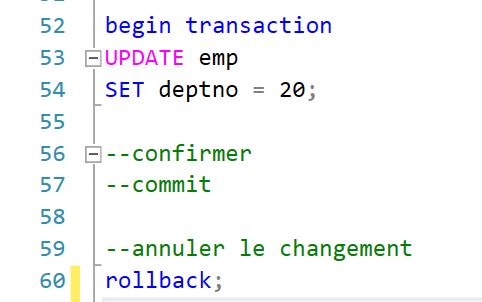 52 begin transaction
53 UPDATE emp
54 SET deptno = 20;
55
56 --confirmer
57 --commit
58
59 --annuler le changement
60 rollback;